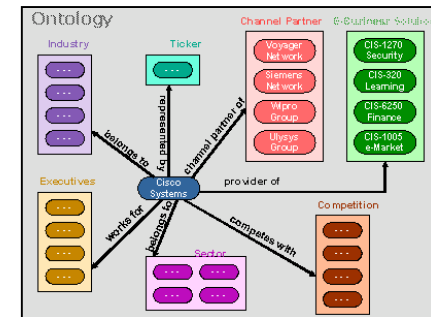 Ontology
Channel Partner
E-Business Solution
Industry
Ticker
Voyager
Network
Siemens
Network
Wipro
Group
Ulysys
Group
CIS-1270
Security
CIS-320
Learning
CIS-6250
Finance
CIS-1005
e-Market
- - -
- - -
- - -
- - -
- - -
belongs to
represented by
channel partner of
Executives
Cisco
Systems
provider of
works for
belongs to
competes with
Competition
Sector
- - -
- - -
- - -
- - -
- - -
- - -
- - -
- - -
- - -
- - -
- - -
- - -